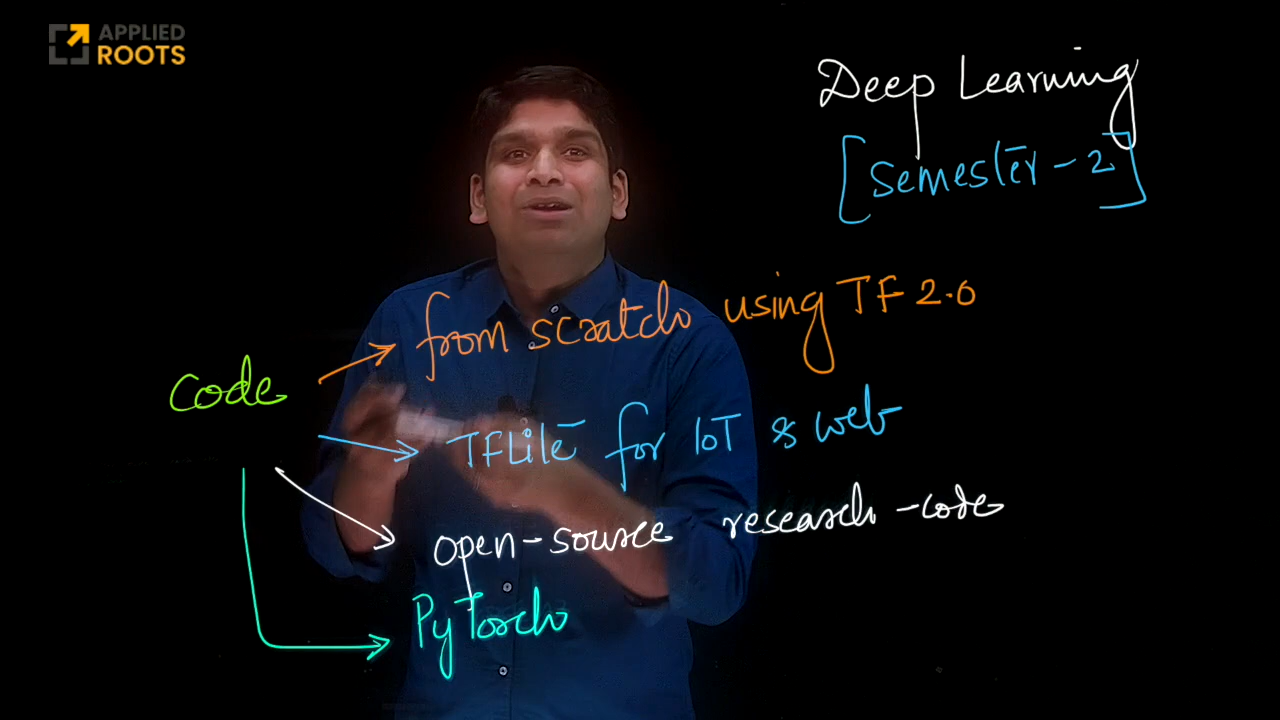 APPLIED
ROOTS
Deep Learning
[Semester-2]
from scratch using TF 2.0
code
TFLite for IoT & web
open-source research-code
PyTorch